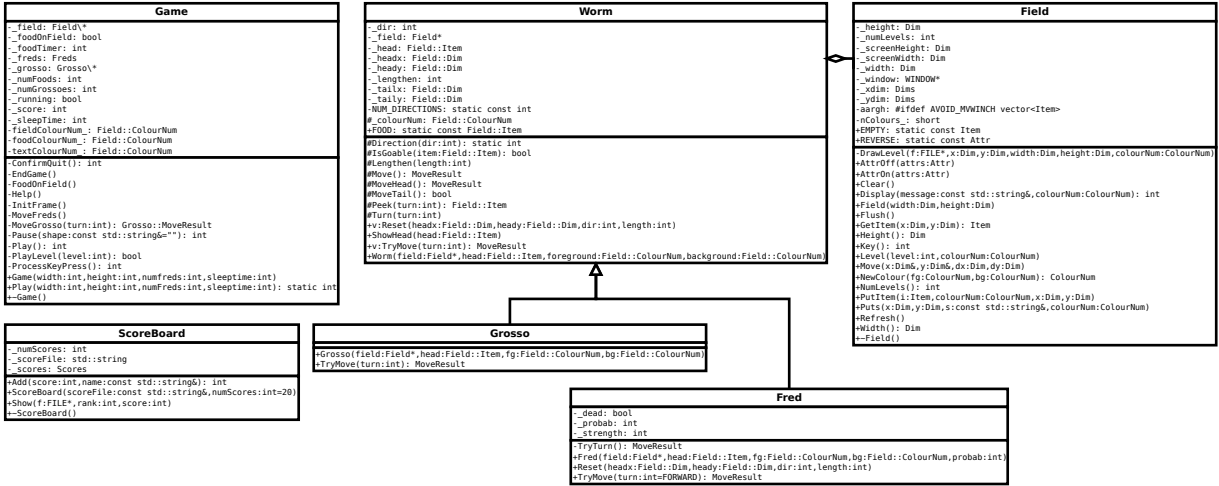 Game
-_field: Field\*
-_foodOnField: bool
-_foodTimer: int
-_freds: Freds
-_grosso: Grosso\*
-_numFoods: int
-_numGrossoes: int
-_running: bool
-_score: int
-_sleepTime: int
-fieldColourNum_: Field::ColourNum
-foodColourNum_: Field::ColourNum
-textColourNum_: Field::ColourNum
-ConfirmQuit(): int
-EndGame()
-FoodOnField()
-Help()
-InitFrame()
-MoveFreds()
-MoveGrosso(turn:int): Grosso::MoveResult
-Pause(shape:const std::string&=""): int
-Play(): int
-PlayLevel(level:int): bool
-ProcessKeyPress(): int
+Game(width:int,height:int,numfreds:int,sleeptime:int)
+Play(width:int,height:int,numFreds:int,sleeptime:int): static int
+~Game()
Worm
-_dir: int
-_field: Field*
-_head: Field::Item
-_headx: Field::Dim
-_heady: Field::Dim
-_lengthen: int
-_tailx: Field::Dim
-_taily: Field::Dim
-NUM_DIRECTIONS: static const int
#_colourNum: Field::ColourNum
+FOOD: static const Field::Item
#Direction(dir:int): static int
#IsGoable(item:Field::Item): bool
#Lengthen(length:int)
#Move(): MoveResult
#MoveHead(): MoveResult
#MoveTail(): bool
#Peek(turn:int): Field::Item
#Turn(turn:int)
+v:Reset(headx:Field::Dim,heady:Field::Dim,dir:int,length:int)
+ShowHead(head:Field::Item)
+v:TryMove(turn:int): MoveResult
+Worm(field:Field*,head:Field::Item,foreground:Field::ColourNum,background:Field::ColourNum)
Field
-_height: Dim
-_numLevels: int
-_screenHeight: Dim
-_screenWidth: Dim
-_width: Dim
-_window: WINDOW*
-_xdim: Dims
-_ydim: Dims
-aargh: #ifdef AVOID_MVWINCH vector<Item>
-nColours_: short
+EMPTY: static const Item
+REVERSE: static const Attr
-DrawLevel(f:FILE*,x:Dim,y:Dim,width:Dim,height:Dim,colourNum:ColourNum)
+AttrOff(attrs:Attr)
+AttrOn(attrs:Attr)
+Clear()
+Display(message:const std::string&,colourNum:ColourNum): int
+Field(width:Dim,height:Dim)
+Flush()
+GetItem(x:Dim,y:Dim): Item
+Height(): Dim
+Key(): int
+Level(level:int,colourNum:ColourNum)
+Move(x:Dim&,y:Dim&,dx:Dim,dy:Dim)
+NewColour(fg:ColourNum,bg:ColourNum): ColourNum
+NumLevels(): int
+PutItem(i:Item,colourNum:ColourNum,x:Dim,y:Dim)
+Puts(x:Dim,y:Dim,s:const std::string&,colourNum:ColourNum)
+Refresh()
+Width(): Dim
+~Field()
ScoreBoard
-_numScores: int
-_scoreFile: std::string
-_scores: Scores
+Add(score:int,name:const std::string&): int
+ScoreBoard(scoreFile:const std::string&,numScores:int=20)
+Show(f:FILE*,rank:int,score:int)
+~ScoreBoard()
Grosso
+Grosso(field:Field*,head:Field::Item,fg:Field::ColourNum,bg:Field::ColourNum)
+TryMove(turn:int): MoveResult
Fred
-_dead: bool
-_probab: int
-_strength: int
-TryTurn(): MoveResult
+Fred(field:Field*,head:Field::Item,fg:Field::ColourNum,bg:Field::ColourNum,probab:int)
+Reset(headx:Field::Dim,heady:Field::Dim,dir:int,length:int)
+TryMove(turn:int=FORWARD): MoveResult